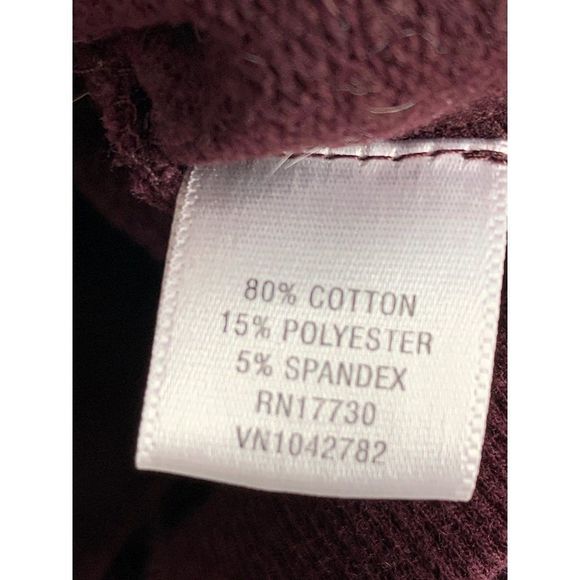 80% COTTON
15% POLYESTER
5% SPANDEX
RN17730
VN1042782